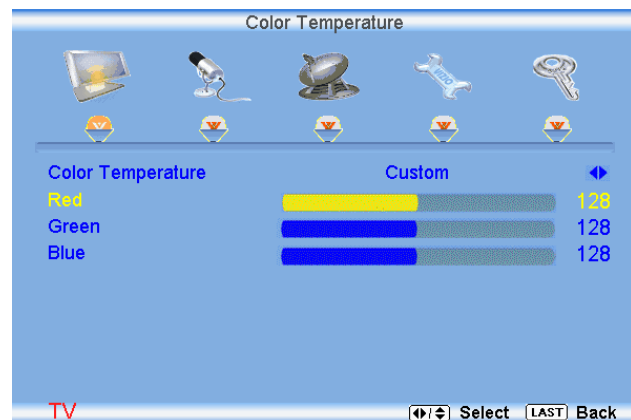 Color Temperature
Color Temperature Custom
Red 128
Green 128
Blue 128
TV Select LAST Back